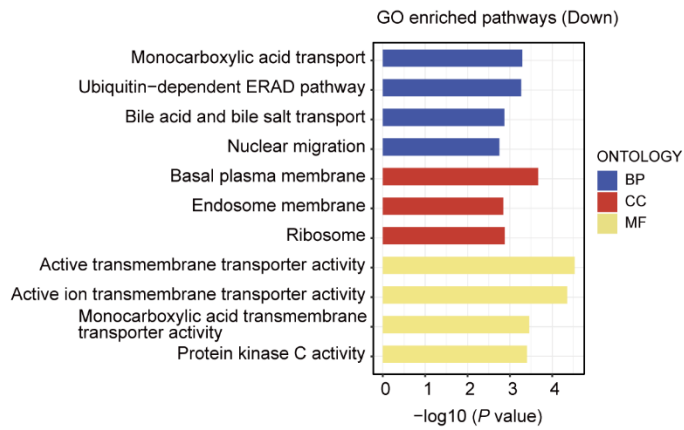 GO enriched pathways (Down)
Monocarboxylic acid transport
Ubiquitin−dependent ERAD pathway
Bile acid and bile salt transport
Nuclear migration
Basal plasma membrane
Endosome membrane
Ribosome
Active transmembrane transporter activity
Active ion transmembrane transporter activity
Monocarboxylic acid transmembrane
transporter activity
Protein kinase C activity
0 1 2 3 4
−log10 (P value)
ONTOLOGY
BP
CC
MF